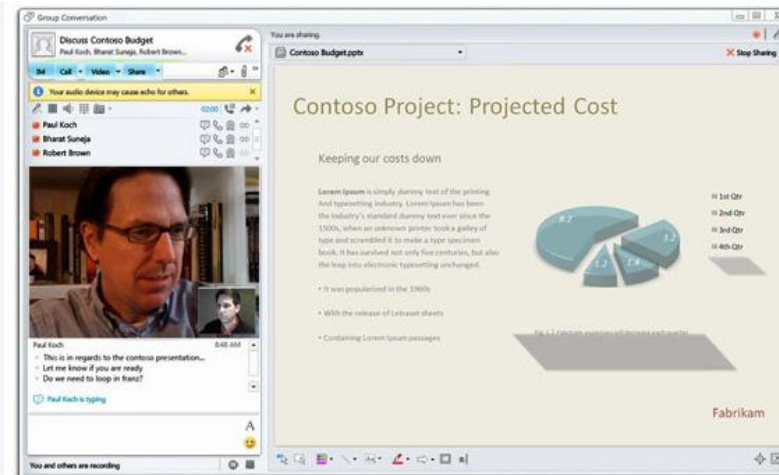 Group Conversation
Discuss Contoso Budget
Paul Koch, Bharat Suneja, Robert Brown...
IM Call Video Share
Your audio device may cause echo for others.
02:00
Paul Koch
Bharat Suneja
Robert Brown
Paul Koch 8:48 AM
This is in regards to the contoso presentation...
Let me know if you are ready
Do we need to loop in franz?
Paul Koch is typing
A
You and others are recording
You are sharing.
Contoso Budget.pptx
Stop Sharing
Contoso Project: Projected Cost
Keeping our costs down
Lorem Ipsum is simply dummy text of the printing
And typesetting industry. Lorem Ipsum has been
the industry's standard dummy text ever since the
1500s, when an unknown printer took a galley of
type and scrambled it to make a type specimen
book. It has survived not only five centuries, but also
the leap into electronic typesetting unchanged.
• It was popularized in the 1960s
• With the release of Letraset sheets
• Containing Lorem Ipsum passages
8.2
3.2
1.4
1.2
1st Qtr
2nd Qtr
3rd Qtr
4th Qtr
Fabrikam